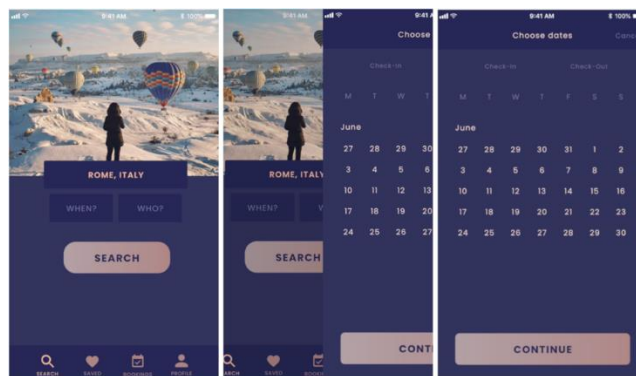 9:41 AM 100%
ROME, ITALY
WHEN? WHO?
SEARCH
SEARCH SAVED BOOKINGS PROFILE
9:41 AM
ROME, ITALY
WHEN?
SEARCH
SEARCH SAVED
9:41 A
Choose
Check-In
M T W T
June
27 28 29 30
3 4 5 6
10 11 12 13
17 18 19 20
24 25 26 27
CONTI
9:41 AM 100%
Choose dates Canc
Check-In Check-Out
M T W T F S S
June
27 28 29 30 31 1 2
3 4 5 6 7 8 9
10 11 12 13 14 15 16
17 18 19 20 21 22 23
24 25 26 27 28 29 30
CONTINUE